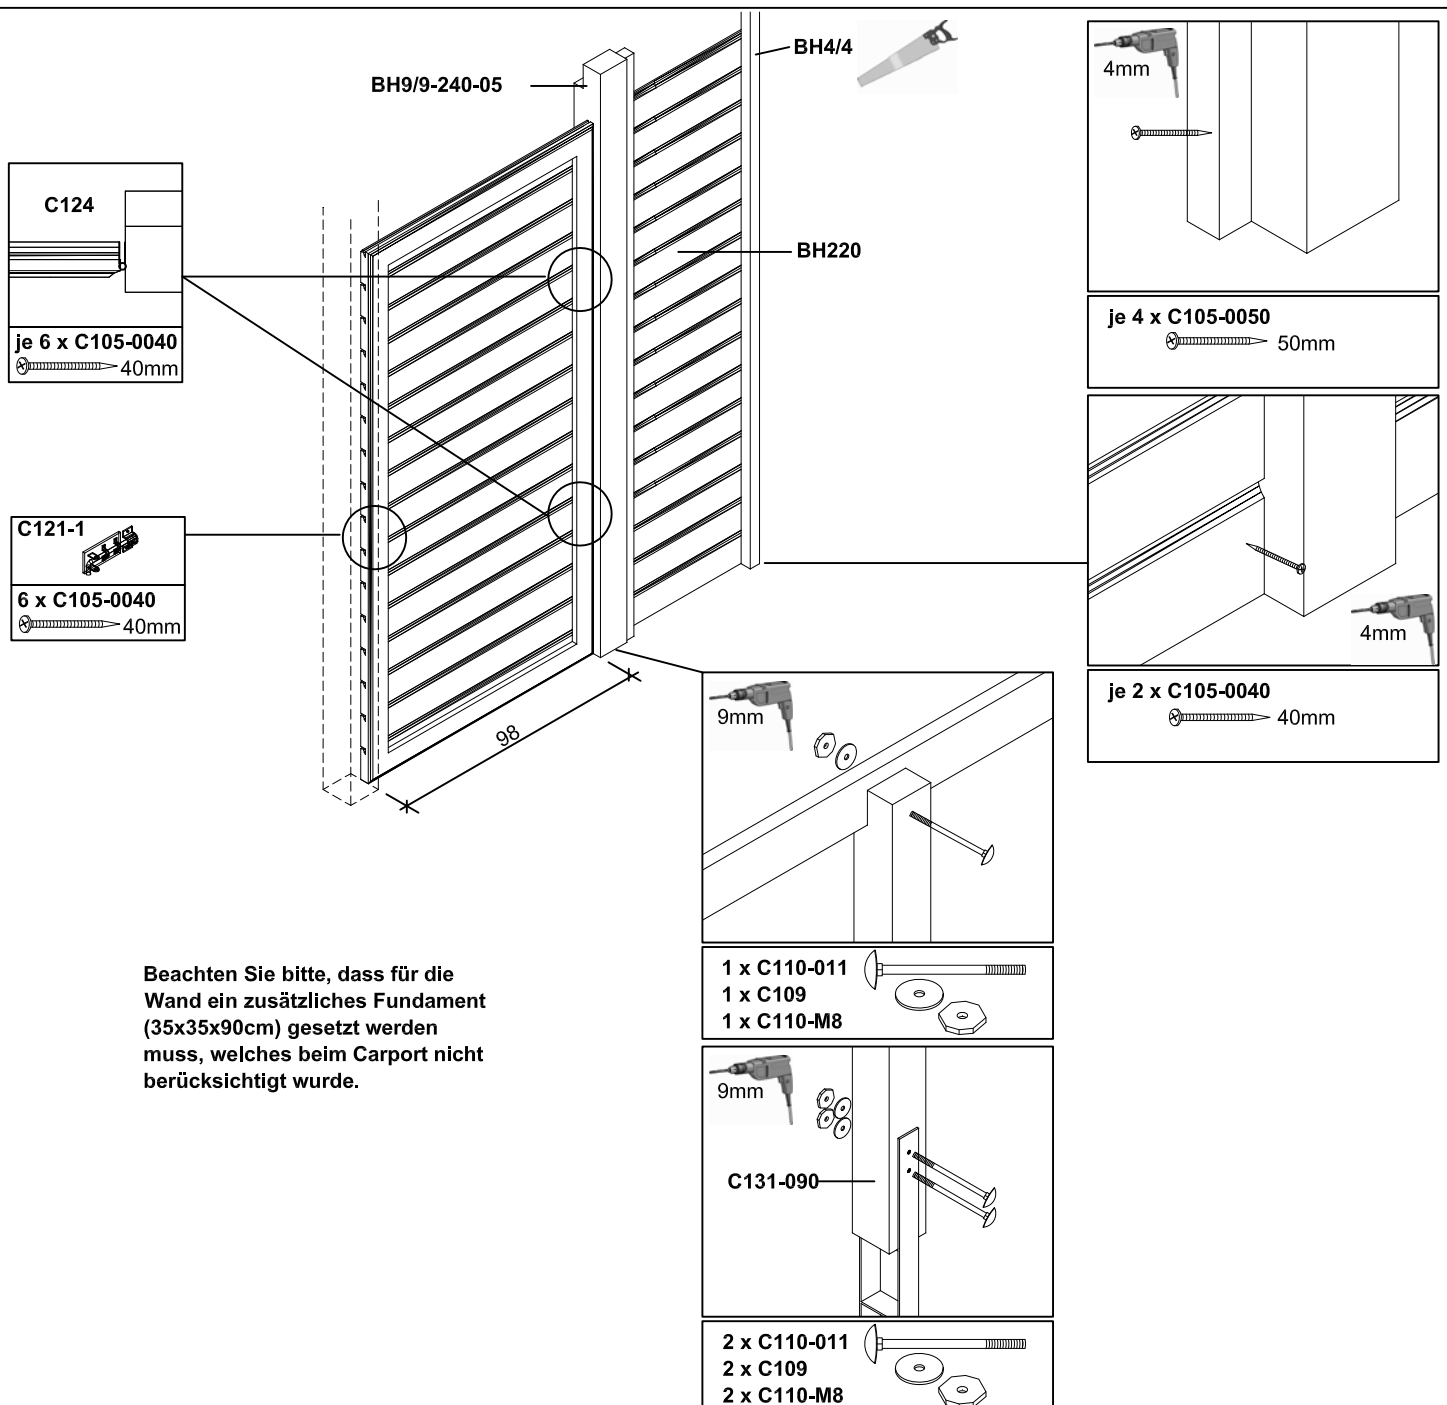 BH9/9-240-05
BH4/4
BH220
C124
je 6 x C105-0040
40mm
C121-1
6 x C105-0040
40mm
98
4mm
je 4 x C105-0050
50mm
4mm
je 2 x C105-0040
40mm
9mm
1 x C110-011
1 x C109
1 x C110-M8
9mm
C131-090
2 x C110-011
2 x C109
2 x C110-M8
Beachten Sie bitte, dass für die
Wand ein zusätzliches Fundament
(35x35x90cm) gesetzt werden
muss, welches beim Carport nicht
berücksichtigt wurde.